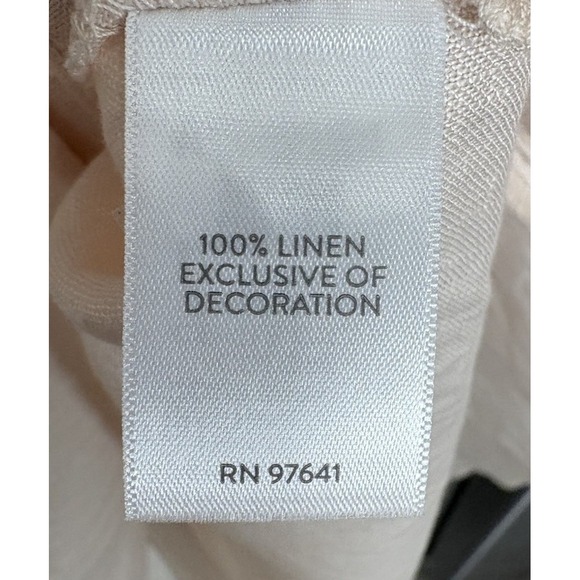 100% LINEN
EXCLUSIVE OF
DECORATION
RN 97641